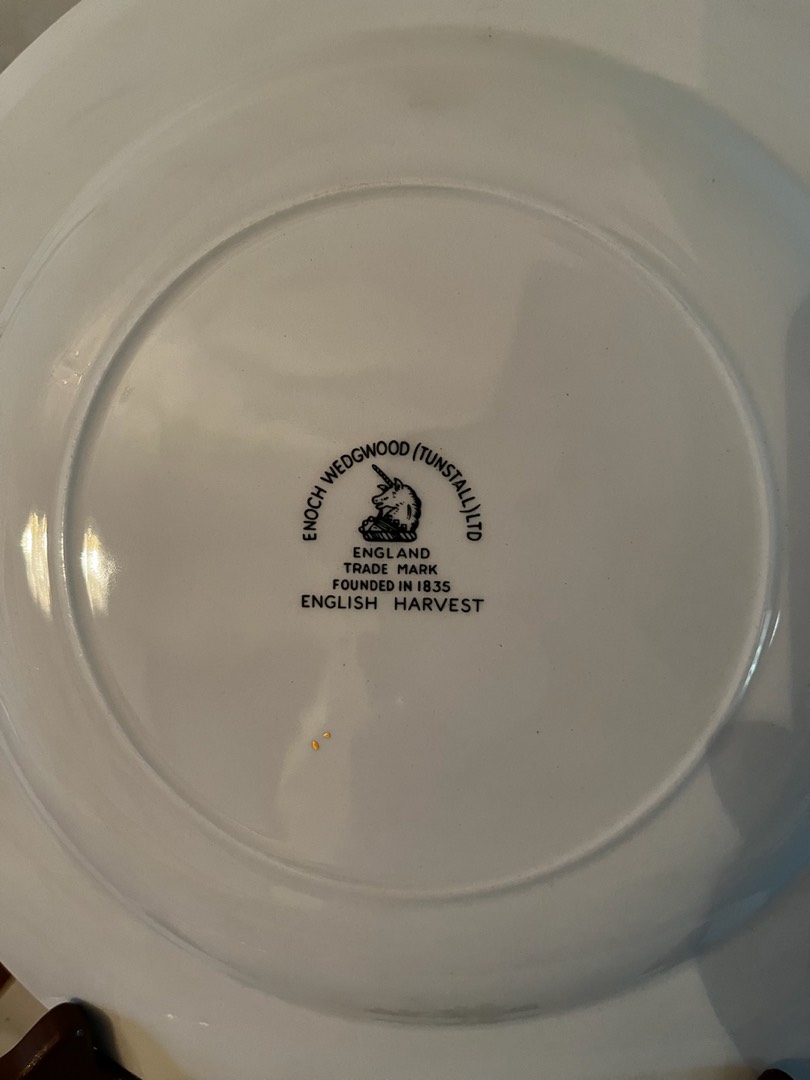 ENOCH WEDGWOOD (TUNSTALL) LTD
ENGLAND
TRADE MARK
FOUNDED IN 1835
ENGLISH HARVEST